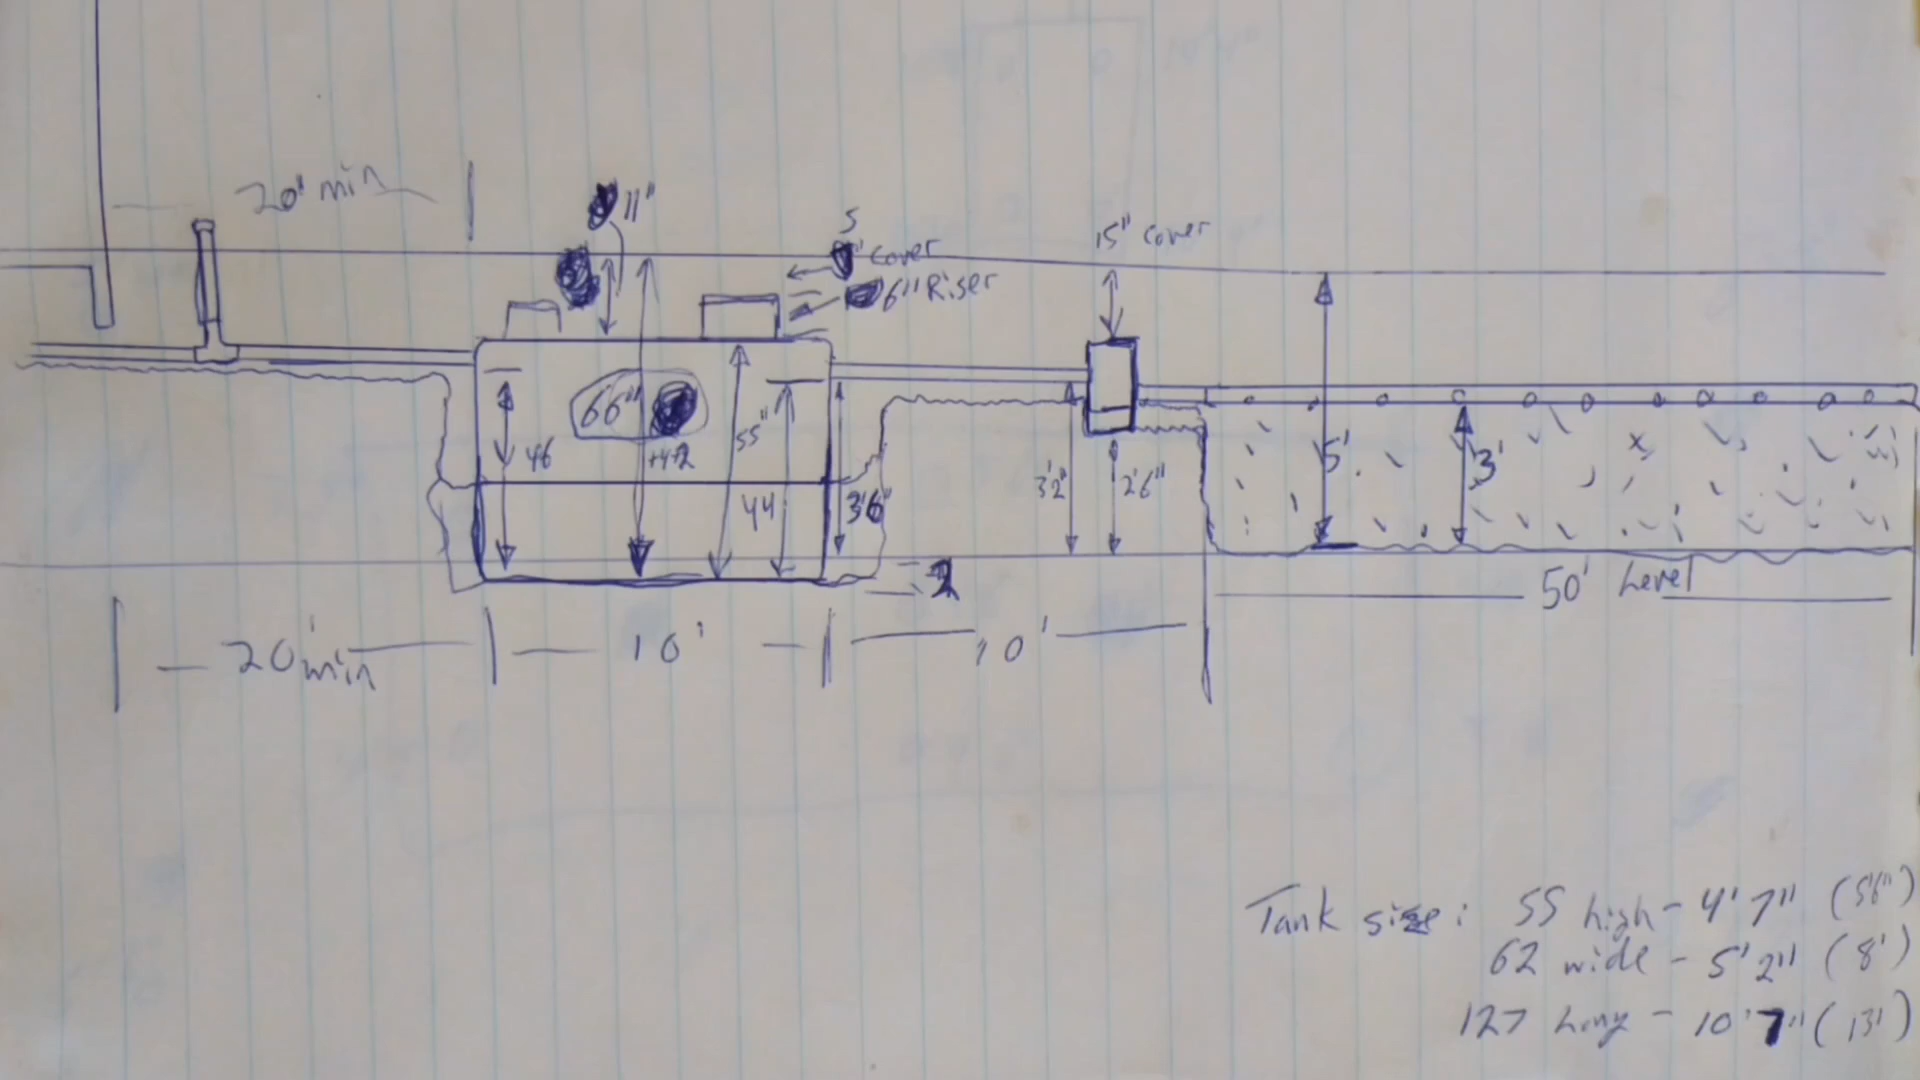 20' min
11"
5
" cover
6" Riser
15" cover
66"
46
55"
44
3'6"
3'2"
2'6"
5'
3'
2
50' Level
20' min
10'
10'
Tank size: 55 high - 4' 7" (5'6")
62 wide - 5' 2" (8')
127 long - 10' 7" (13')